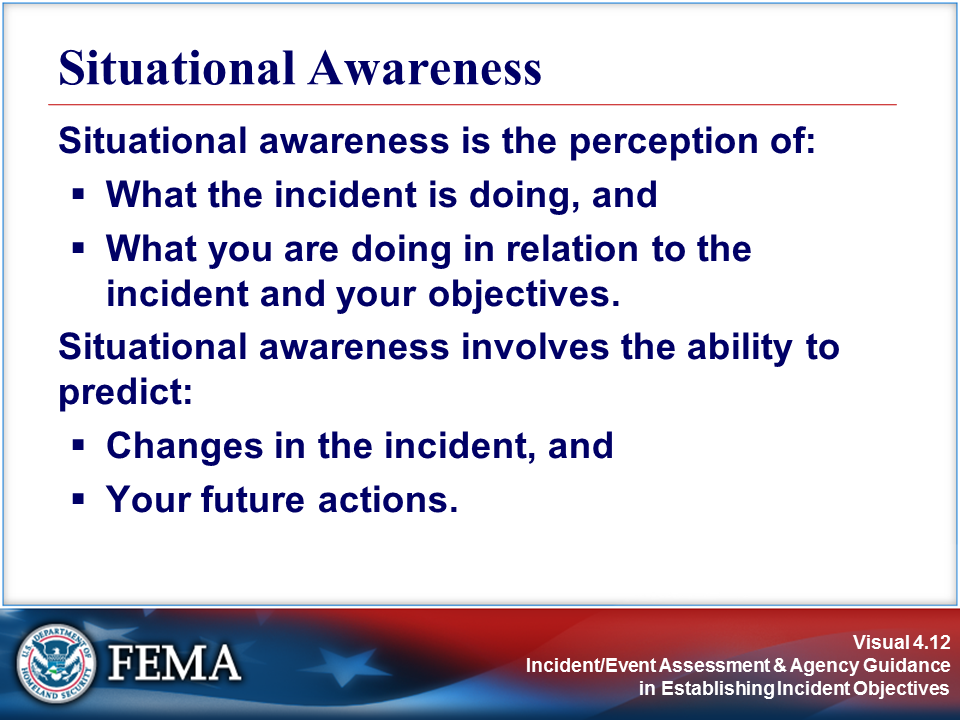 Situational Awareness
Situational awareness is the perception of:
▪ What the incident is doing, and
▪ What you are doing in relation to the
incident and your objectives.
Situational awareness involves the ability to
predict:
▪ Changes in the incident, and
▪ Your future actions.
U.S. DEPARTMENT OF
HOMELAND SECURITY
FEMA
Visual 4.12
Incident/Event Assessment & Agency Guidance
in Establishing Incident Objectives